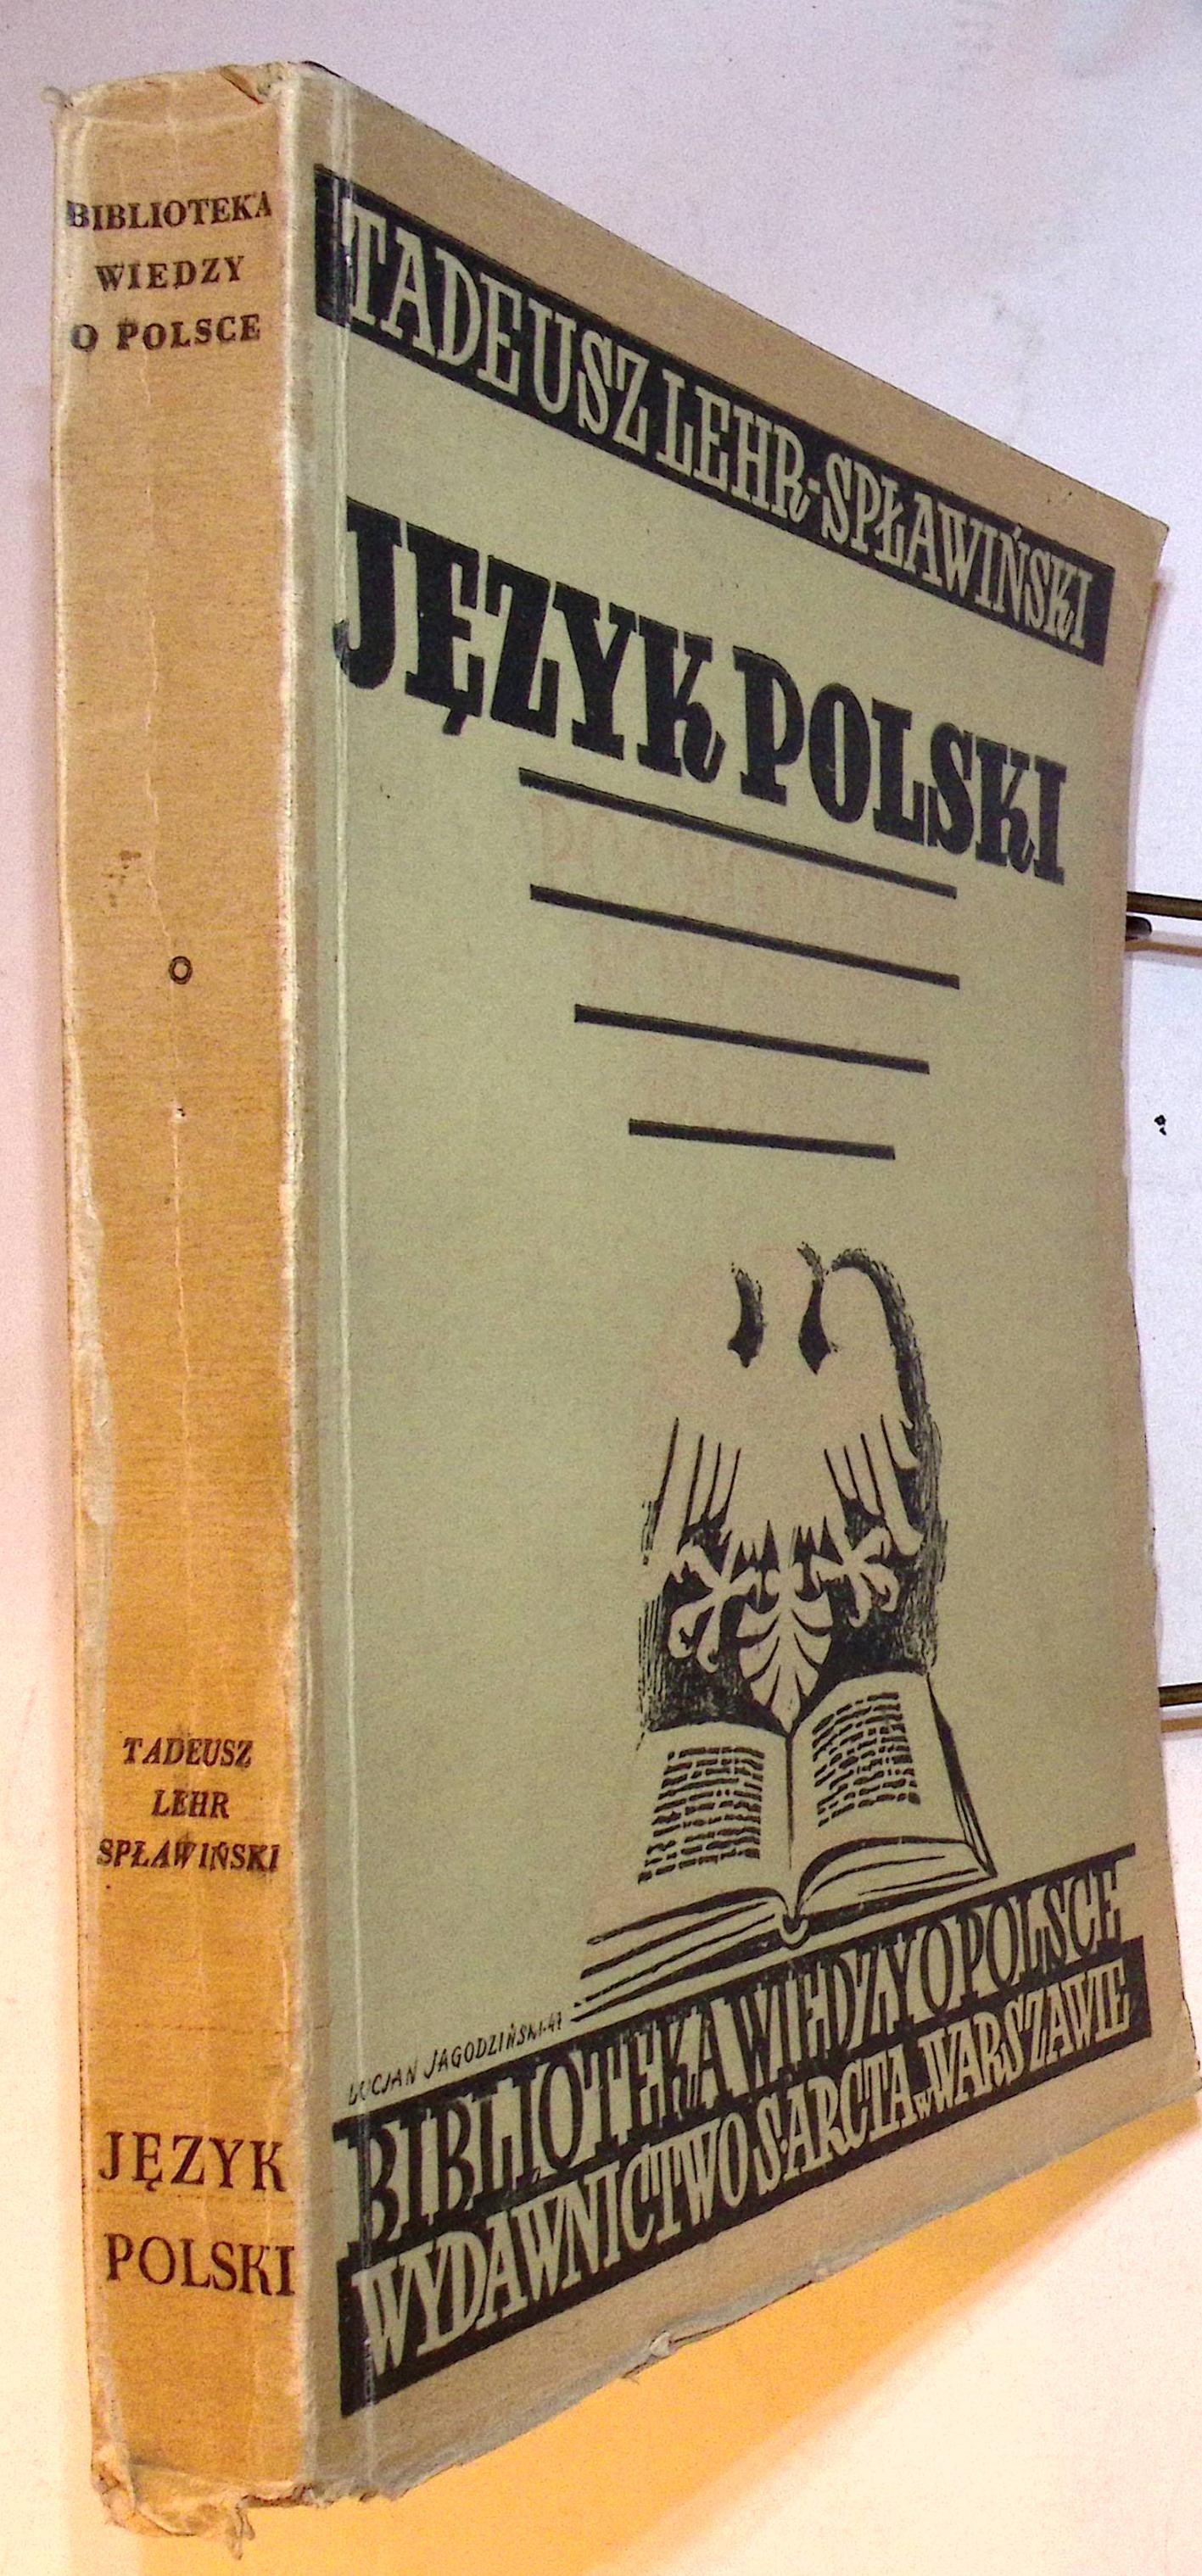 BIBLIOTEKA
WIEDZY
O POLSCE
TADEUSZ
LEHR
SPŁAWIŃSKI
JĘZYK
POLSKI
TADEUSZ LEHR-SPŁAWIŃSKI
JĘZYK POLSKI
LUCJAN JAGODZIŃSKI-47
BIBLIOTEKA WIEDZY O POLSCE
WYDAWNICTWO S. ARCTA w WARSZAWIE